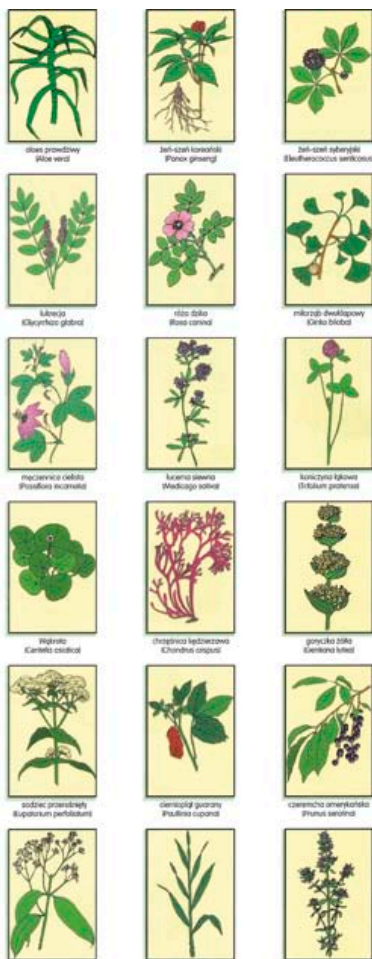 aloes prawdziwy
(Aloe vera)
żeń-szeń koreański
(Panax ginseng)
żeń-szeń syberyjski
(Eleutherococcus senticosus)
lukrecja
(Glycyrrhiza glabra)
róża dzika
(Rosa canina)
miłorząb dwuklapowy
(Ginko biloba)
męczennica cielista
(Passiflora incarnata)
lucerna siewna
(Medicago sativa)
koniczyna łąkowa
(Trifolium pratense)
Wąkrota
(Centella asiatica)
chrząstnica kędzierzawa
(Chondrus crispus)
goryczka żółta
(Gentiana lutea)
sadziec przerośnięty
(Eupatorium perfoliatum)
cierniopląt guarany
(Paullinia cupana)
czeremcha amerykańska
(Prunus serotina)